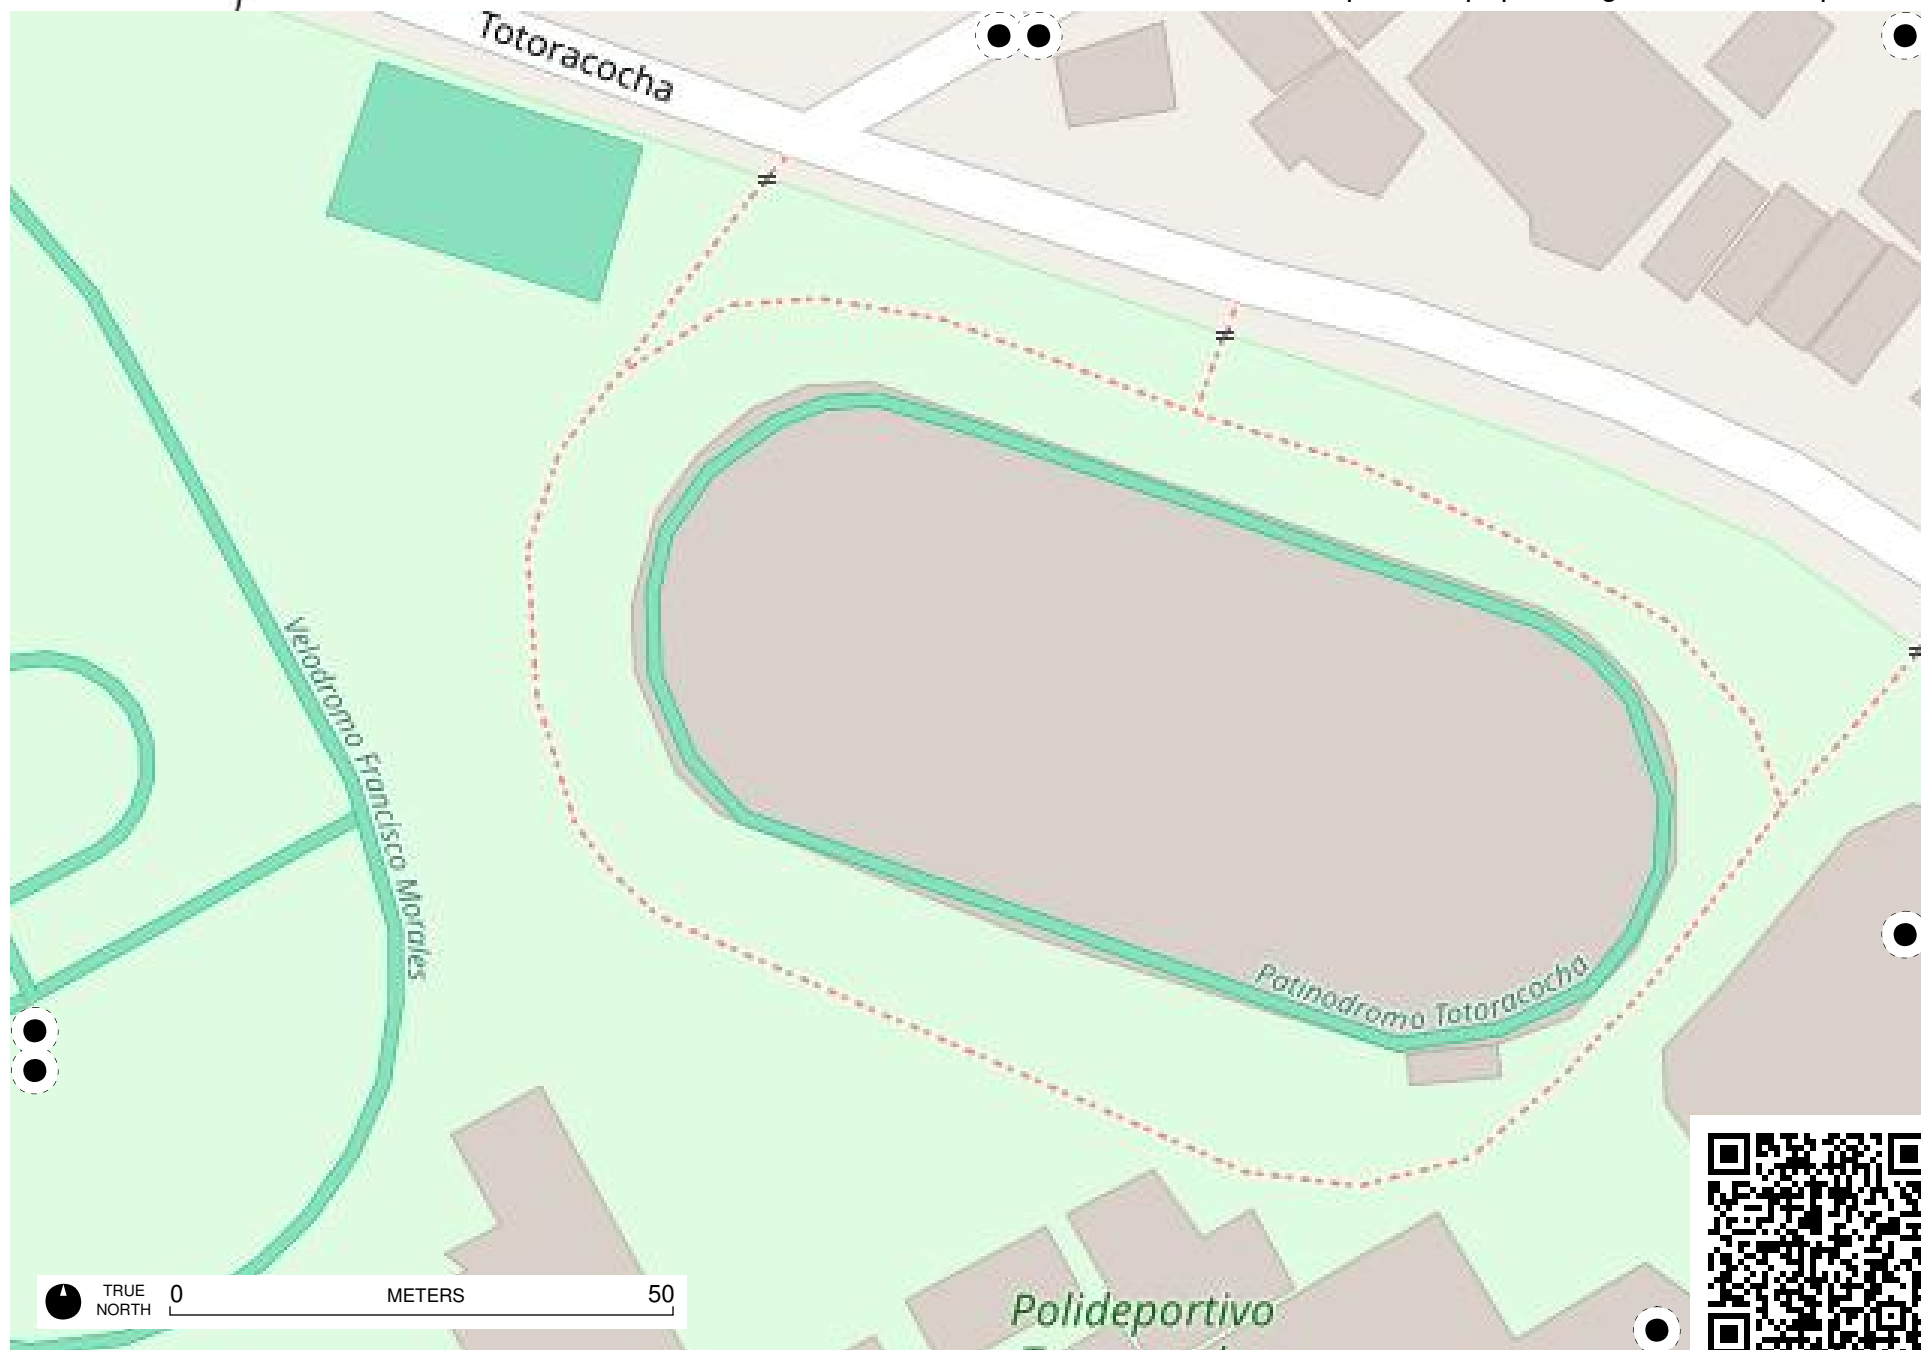 Totoracocha
Velodromo Francisco Morales
Patinodromo Totoracocha
Polideportivo
TRUE
NORTH
0
METERS
50